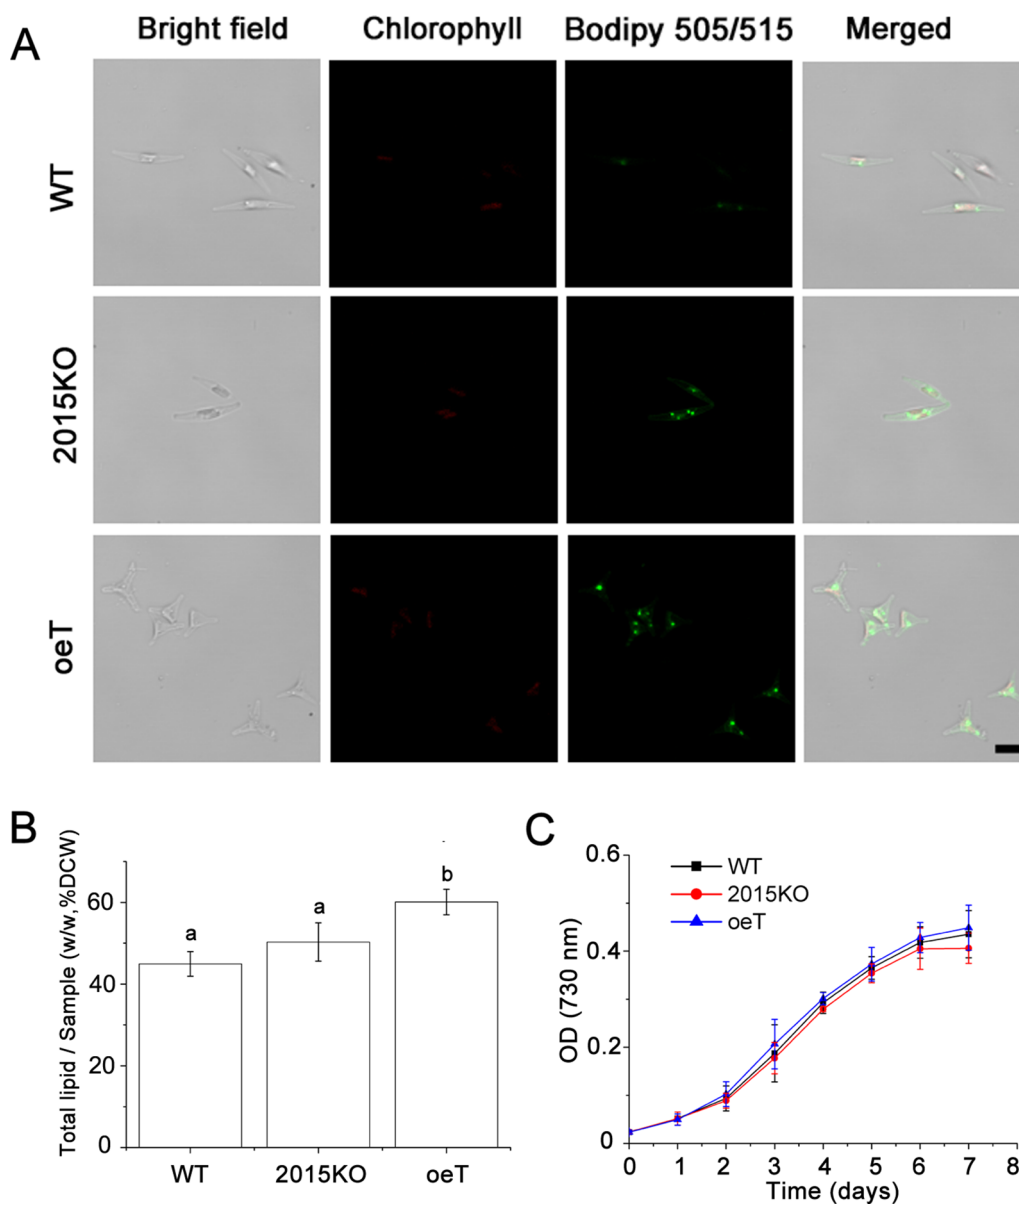 A
Bright field
Chlorophyll
Bodipy 505/515
Merged
WT
2015KO
oeT
B
Total lipid / Sample (w/w,%DCW)
60
40
20
0
a
a
b
WT
2015KO
oeT
C
OD (730 nm)
0.6
0.4
0.2
0
WT
2015KO
oeT
0 1 2 3 4 5 6 7 8
Time (days)